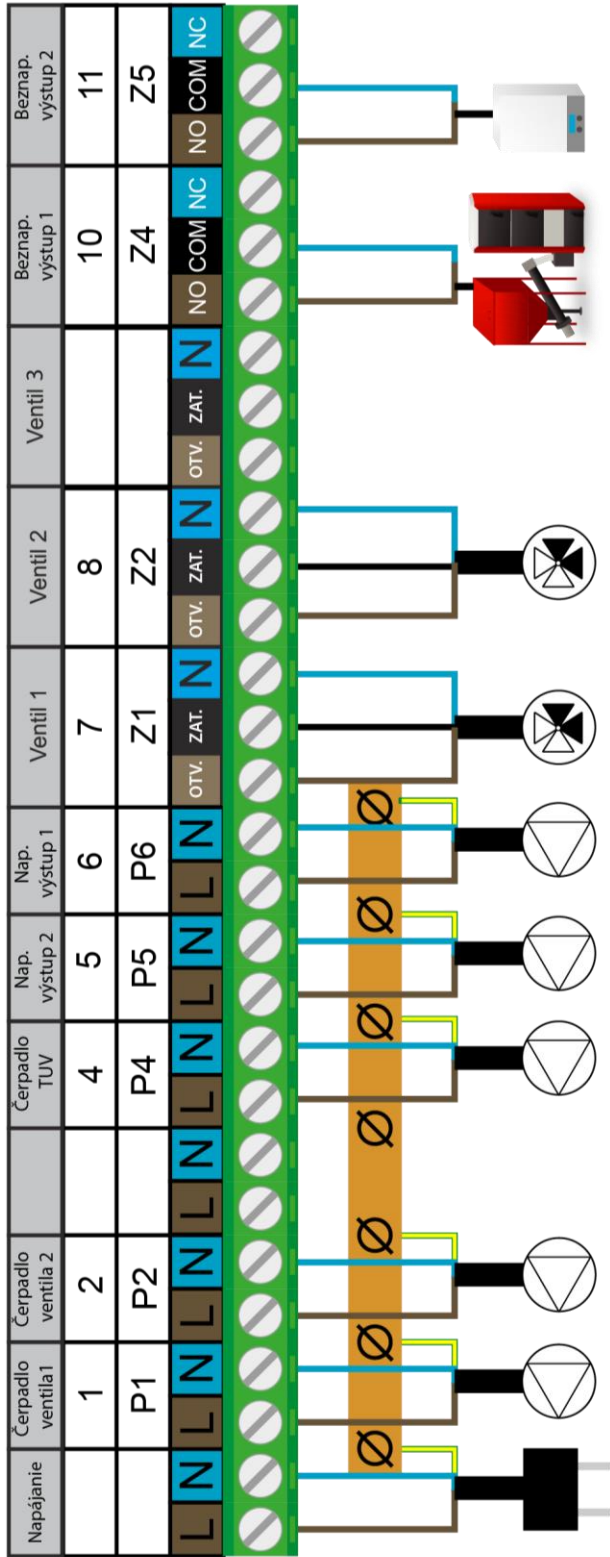 Napájanie
Čerpadlo
ventila1
Čerpadlo
ventila 2
Čerpadlo
TUV
Nap.
výstup 2
Nap.
výstup 1
Ventil 1
Ventil 2
Ventil 3
Beznap.
výstup 1
Beznap.
výstup 2
1 2 4 5 6 7 8 10 11
P1 P2 P4 P5 P6 Z1 Z2 Z4 Z5
L N L N L N L N L N L N L N OTV. ZAT. N OTV. ZAT. N OTV. ZAT. N NO COM NC NO COM NC